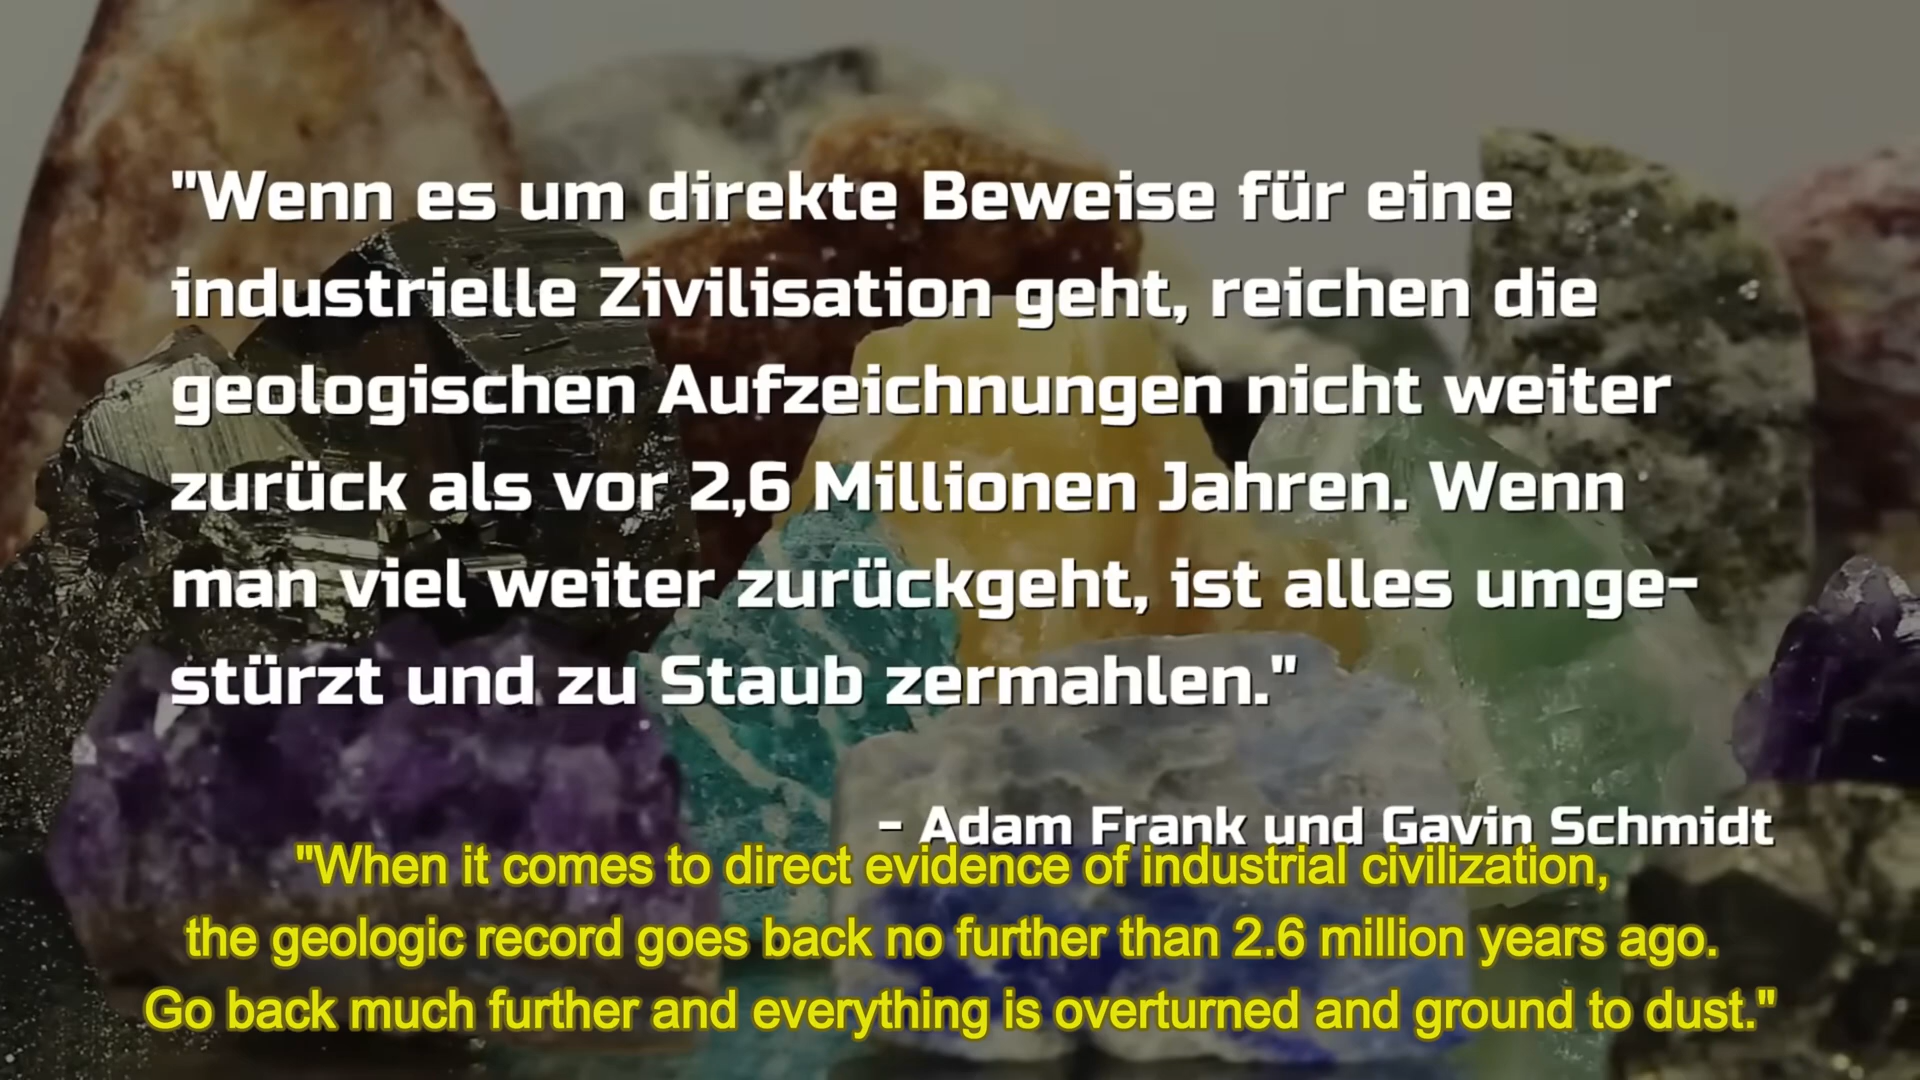 "Wenn es um direkte Beweise für eine
industrielle Zivilisation geht, reichen die
geologischen Aufzeichnungen nicht weiter
zurück als vor 2,6 Millionen Jahren. Wenn
man viel weiter zurückgeht, ist alles umge-
stürzt und zu Staub zermahlen."
- Adam Frank und Gavin Schmidt
"When it comes to direct evidence of industrial civilization,
the geologic record goes back no further than 2.6 million years ago.
Go back much further and everything is overturned and ground to dust."